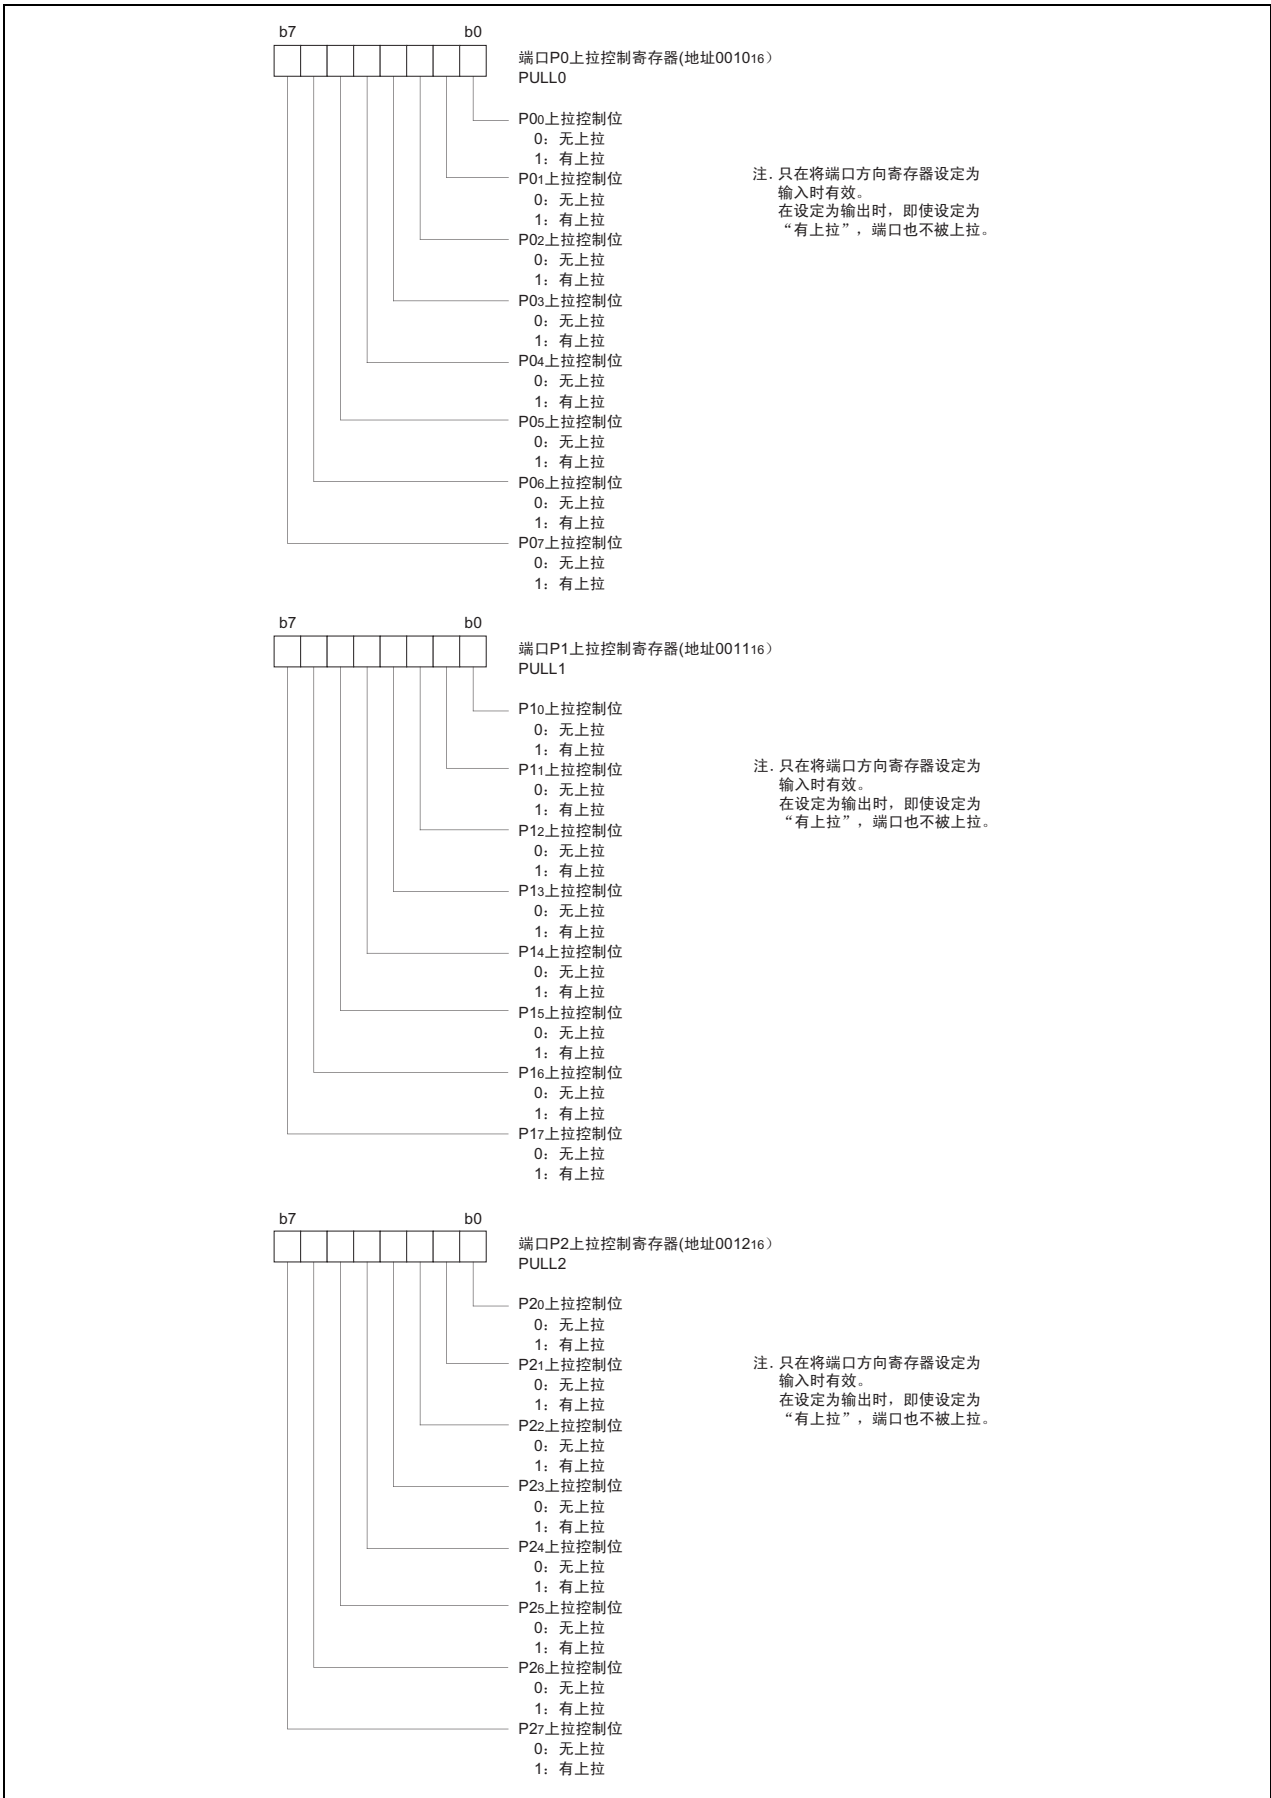 b7 b0
端口P0上拉控制寄存器(地址001016）
PULL0
P00上拉控制位
0：无上拉
1：有上拉
P01上拉控制位
0：无上拉
1：有上拉
P02上拉控制位
0：无上拉
1：有上拉
P03上拉控制位
0：无上拉
1：有上拉
P04上拉控制位
0：无上拉
1：有上拉
P05上拉控制位
0：无上拉
1：有上拉
P06上拉控制位
0：无上拉
1：有上拉
P07上拉控制位
0：无上拉
1：有上拉
注. 只在将端口方向寄存器设定为
输入时有效。
在设定为输出时，即使设定为
“有上拉”，端口也不被上拉。
b7 b0
端口P1上拉控制寄存器(地址001116）
PULL1
P10上拉控制位
0：无上拉
1：有上拉
P11上拉控制位
0：无上拉
1：有上拉
P12上拉控制位
0：无上拉
1：有上拉
P13上拉控制位
0：无上拉
1：有上拉
P14上拉控制位
0：无上拉
1：有上拉
P15上拉控制位
0：无上拉
1：有上拉
P16上拉控制位
0：无上拉
1：有上拉
P17上拉控制位
0：无上拉
1：有上拉
注. 只在将端口方向寄存器设定为
输入时有效。
在设定为输出时，即使设定为
“有上拉”，端口也不被上拉。
b7 b0
端口P2上拉控制寄存器(地址001216）
PULL2
P20上拉控制位
0：无上拉
1：有上拉
P21上拉控制位
0：无上拉
1：有上拉
P22上拉控制位
0：无上拉
1：有上拉
P23上拉控制位
0：无上拉
1：有上拉
P24上拉控制位
0：无上拉
1：有上拉
P25上拉控制位
0：无上拉
1：有上拉
P26上拉控制位
0：无上拉
1：有上拉
P27上拉控制位
0：无上拉
1：有上拉
注. 只在将端口方向寄存器设定为
输入时有效。
在设定为输出时，即使设定为
“有上拉”，端口也不被上拉。